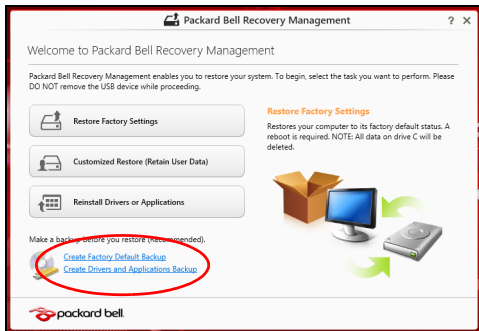 Packard Bell Recovery Management
? X
Welcome to Packard Bell Recovery Management
Packard Bell Recovery Management enables you to restore your system. To begin, select the task you want to perform. Please
DO NOT remove the USB device while proceeding.
Restore Factory Settings
Customized Restore (Retain User Data)
Reinstall Drivers or Applications
Restore Factory Settings
Restores your computer to its factory default status. A
reboot is required. NOTE: All data on drive C will be
deleted.
Make a backup before you restore (Recommended).
Create Factory Default Backup
Create Drivers and Applications Backup
packard bell.